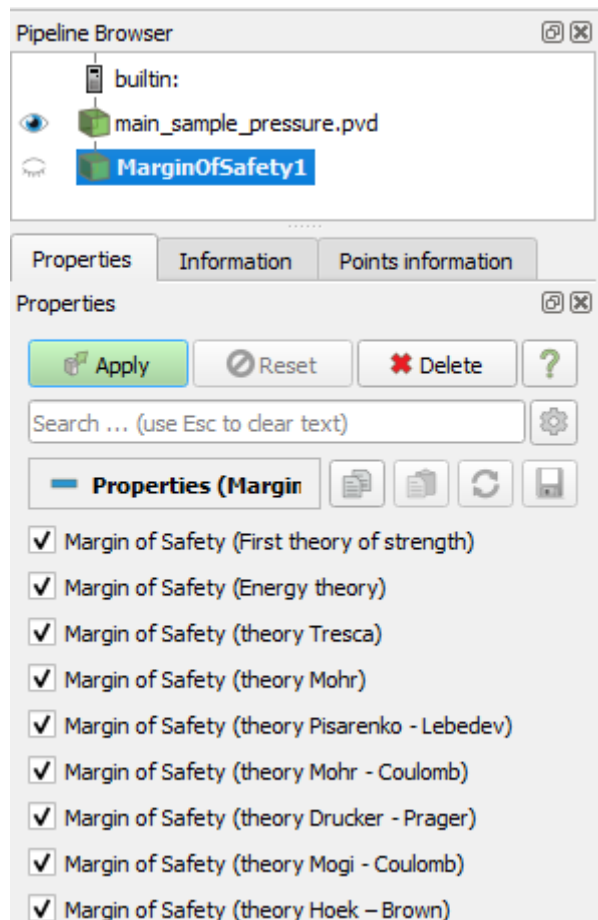 Pipeline Browser
builtin:
main_sample_pressure.pvd
MarginOfSafety1
Properties Information Points information
Properties
Apply Reset Delete ?
Search ... (use Esc to clear text)
Properties (Margin
Margin of Safety (First theory of strength)
Margin of Safety (Energy theory)
Margin of Safety (theory Tresca)
Margin of Safety (theory Mohr)
Margin of Safety (theory Pisarenko - Lebedev)
Margin of Safety (theory Mohr - Coulomb)
Margin of Safety (theory Drucker - Prager)
Margin of Safety (theory Mogi - Coulomb)
Margin of Safety (theory Hoek – Brown)